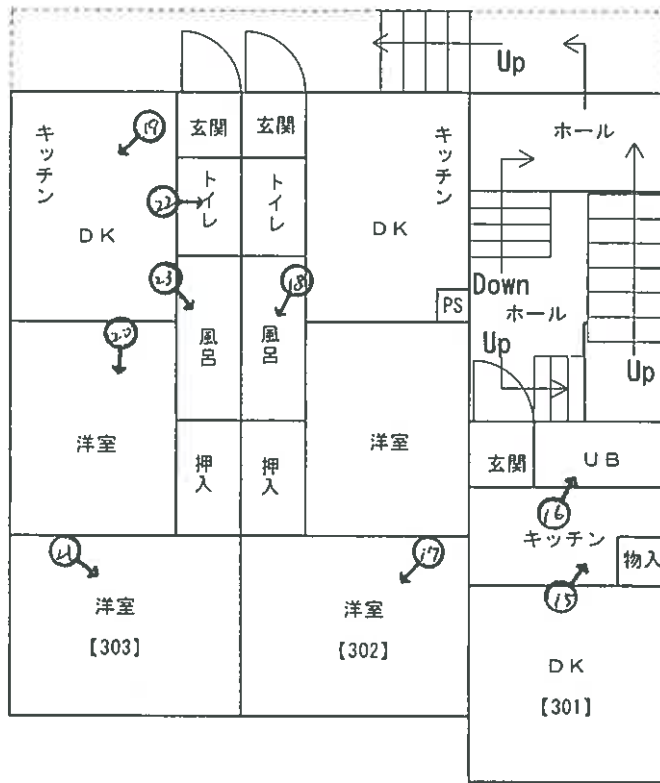 Up
19
玄関
玄関
ホール
キッチン
キッチン
22
トイレ
トイレ
DK
DK
23
18
Down
PS
ホール
20
風呂
風呂
Up
Up
洋室
押入
押入
洋室
玄関
UB
16
キッチン
21
17
物入
15
洋室
洋室
【303】
【302】
DK
【301】